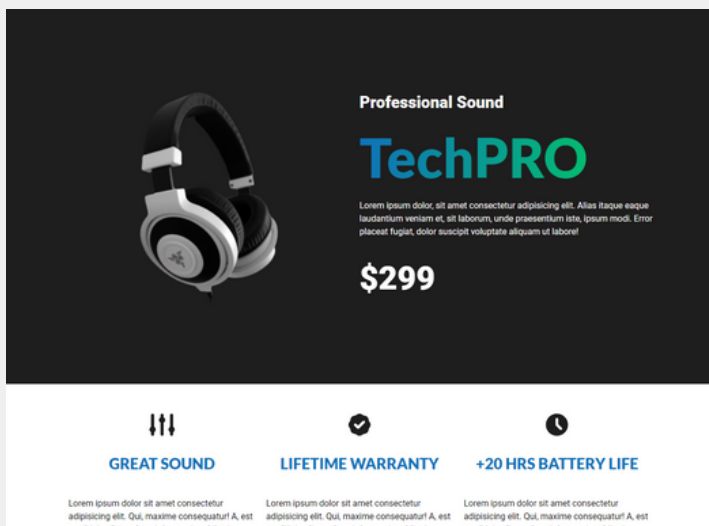 Professional Sound
TechPRO
Lorem ipsum dolor, sit amet consectetur adipisicing elit. Alias itaque eaque
laudantium veniam et, sit laborum, unde praesentium iste, ipsum modi. Error
placeat fugiat, dolor suscipit voluptate aliquam ut labore!
$299
GREAT SOUND
LIFETIME WARRANTY
+20 HRS BATTERY LIFE
Lorem ipsum dolor sit amet consectetur
adipisicing elit. Qui, maxime consequatur! A, est
Lorem ipsum dolor sit amet consectetur
adipisicing elit. Qui, maxime consequatur! A, est
Lorem ipsum dolor sit amet consectetur
adipisicing elit. Qui, maxime consequatur! A, est